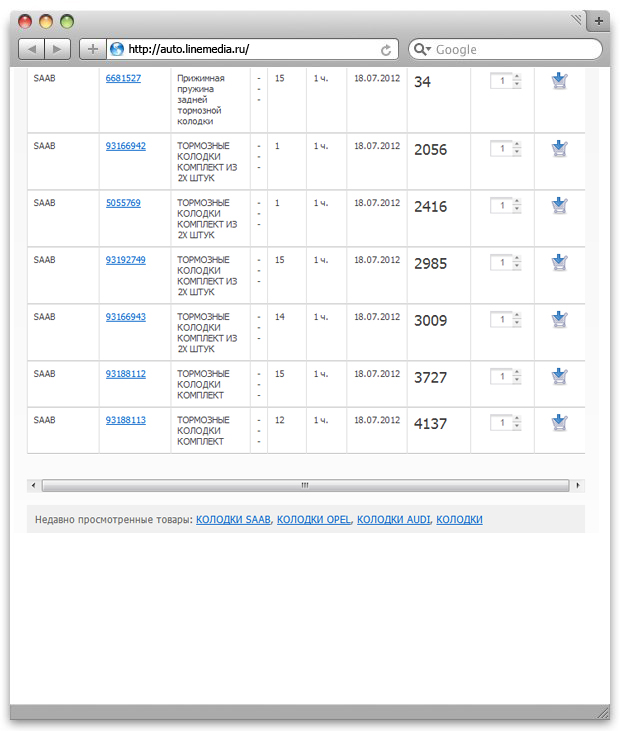 http://auto.linemedia.ru/
Google
SAAB 6681527 Прижимная - 15 1 ч. 18.07.2012 34 1
пружина -
задней -
тормозной
колодки
SAAB 93166942 ТОРМОЗНЫЕ - 1 1 ч. 18.07.2012 2056 1
КОЛОДКИ -
КОМПЛЕКТ ИЗ -
2Х ШТУК
SAAB 5055769 ТОРМОЗНЫЕ - 1 1 ч. 18.07.2012 2416 1
КОЛОДКИ -
КОМПЛЕКТ ИЗ -
2Х ШТУК
SAAB 93192749 ТОРМОЗНЫЕ - 15 1 ч. 18.07.2012 2985 1
КОЛОДКИ -
КОМПЛЕКТ ИЗ -
2Х ШТУК
SAAB 93166943 ТОРМОЗНЫЕ - 14 1 ч. 18.07.2012 3009 1
КОЛОДКИ -
КОМПЛЕКТ ИЗ -
2Х ШТУК
SAAB 93188112 ТОРМОЗНЫЕ - 15 1 ч. 18.07.2012 3727 1
КОЛОДКИ -
КОМПЛЕКТ -
SAAB 93188113 ТОРМОЗНЫЕ - 12 1 ч. 18.07.2012 4137 1
КОЛОДКИ -
КОМПЛЕКТ -
Недавно просмотренные товары: КОЛОДКИ SAAB, КОЛОДКИ OPEL, КОЛОДКИ AUDI, КОЛОДКИ